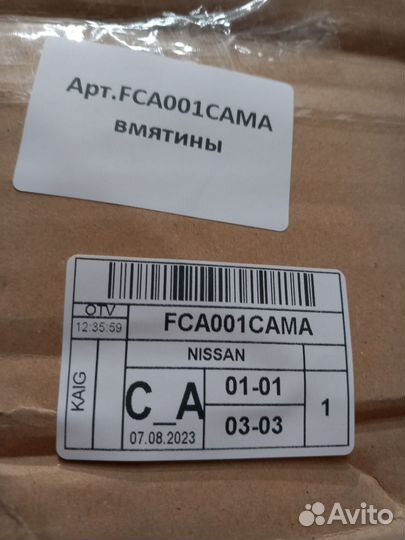 Арт.FCA001CAMA
вмятины
OTV
12:35:59
FCA001CAMA
NISSAN
KAIG
C_A
01-01
1
07.08.2023
03-03
Avito